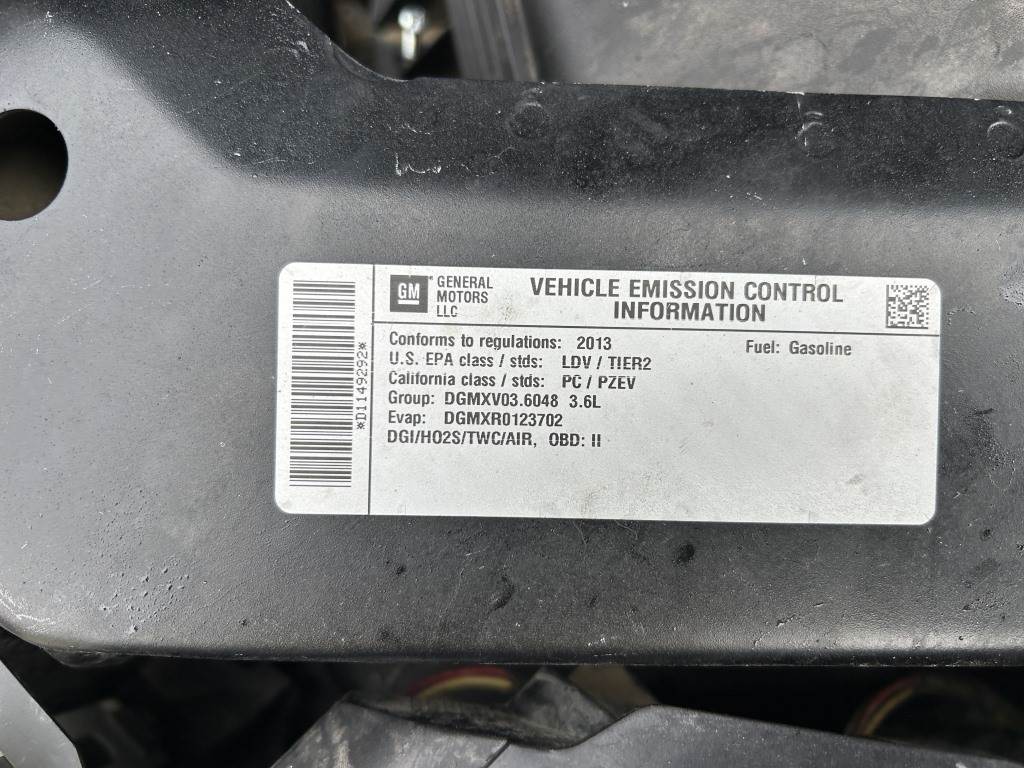 *D1149292*
GM
GENERAL
MOTORS
LLC
VEHICLE EMISSION CONTROL
INFORMATION
Conforms to regulations: 2013
Fuel: Gasoline
U.S. EPA class / stds: LDV / TIER2
California class / stds: PC / PZEV
Group: DGMXV03.6048 3.6L
Evap: DGMXR0123702
DGI/HO2S/TWC/AIR, OBD: II